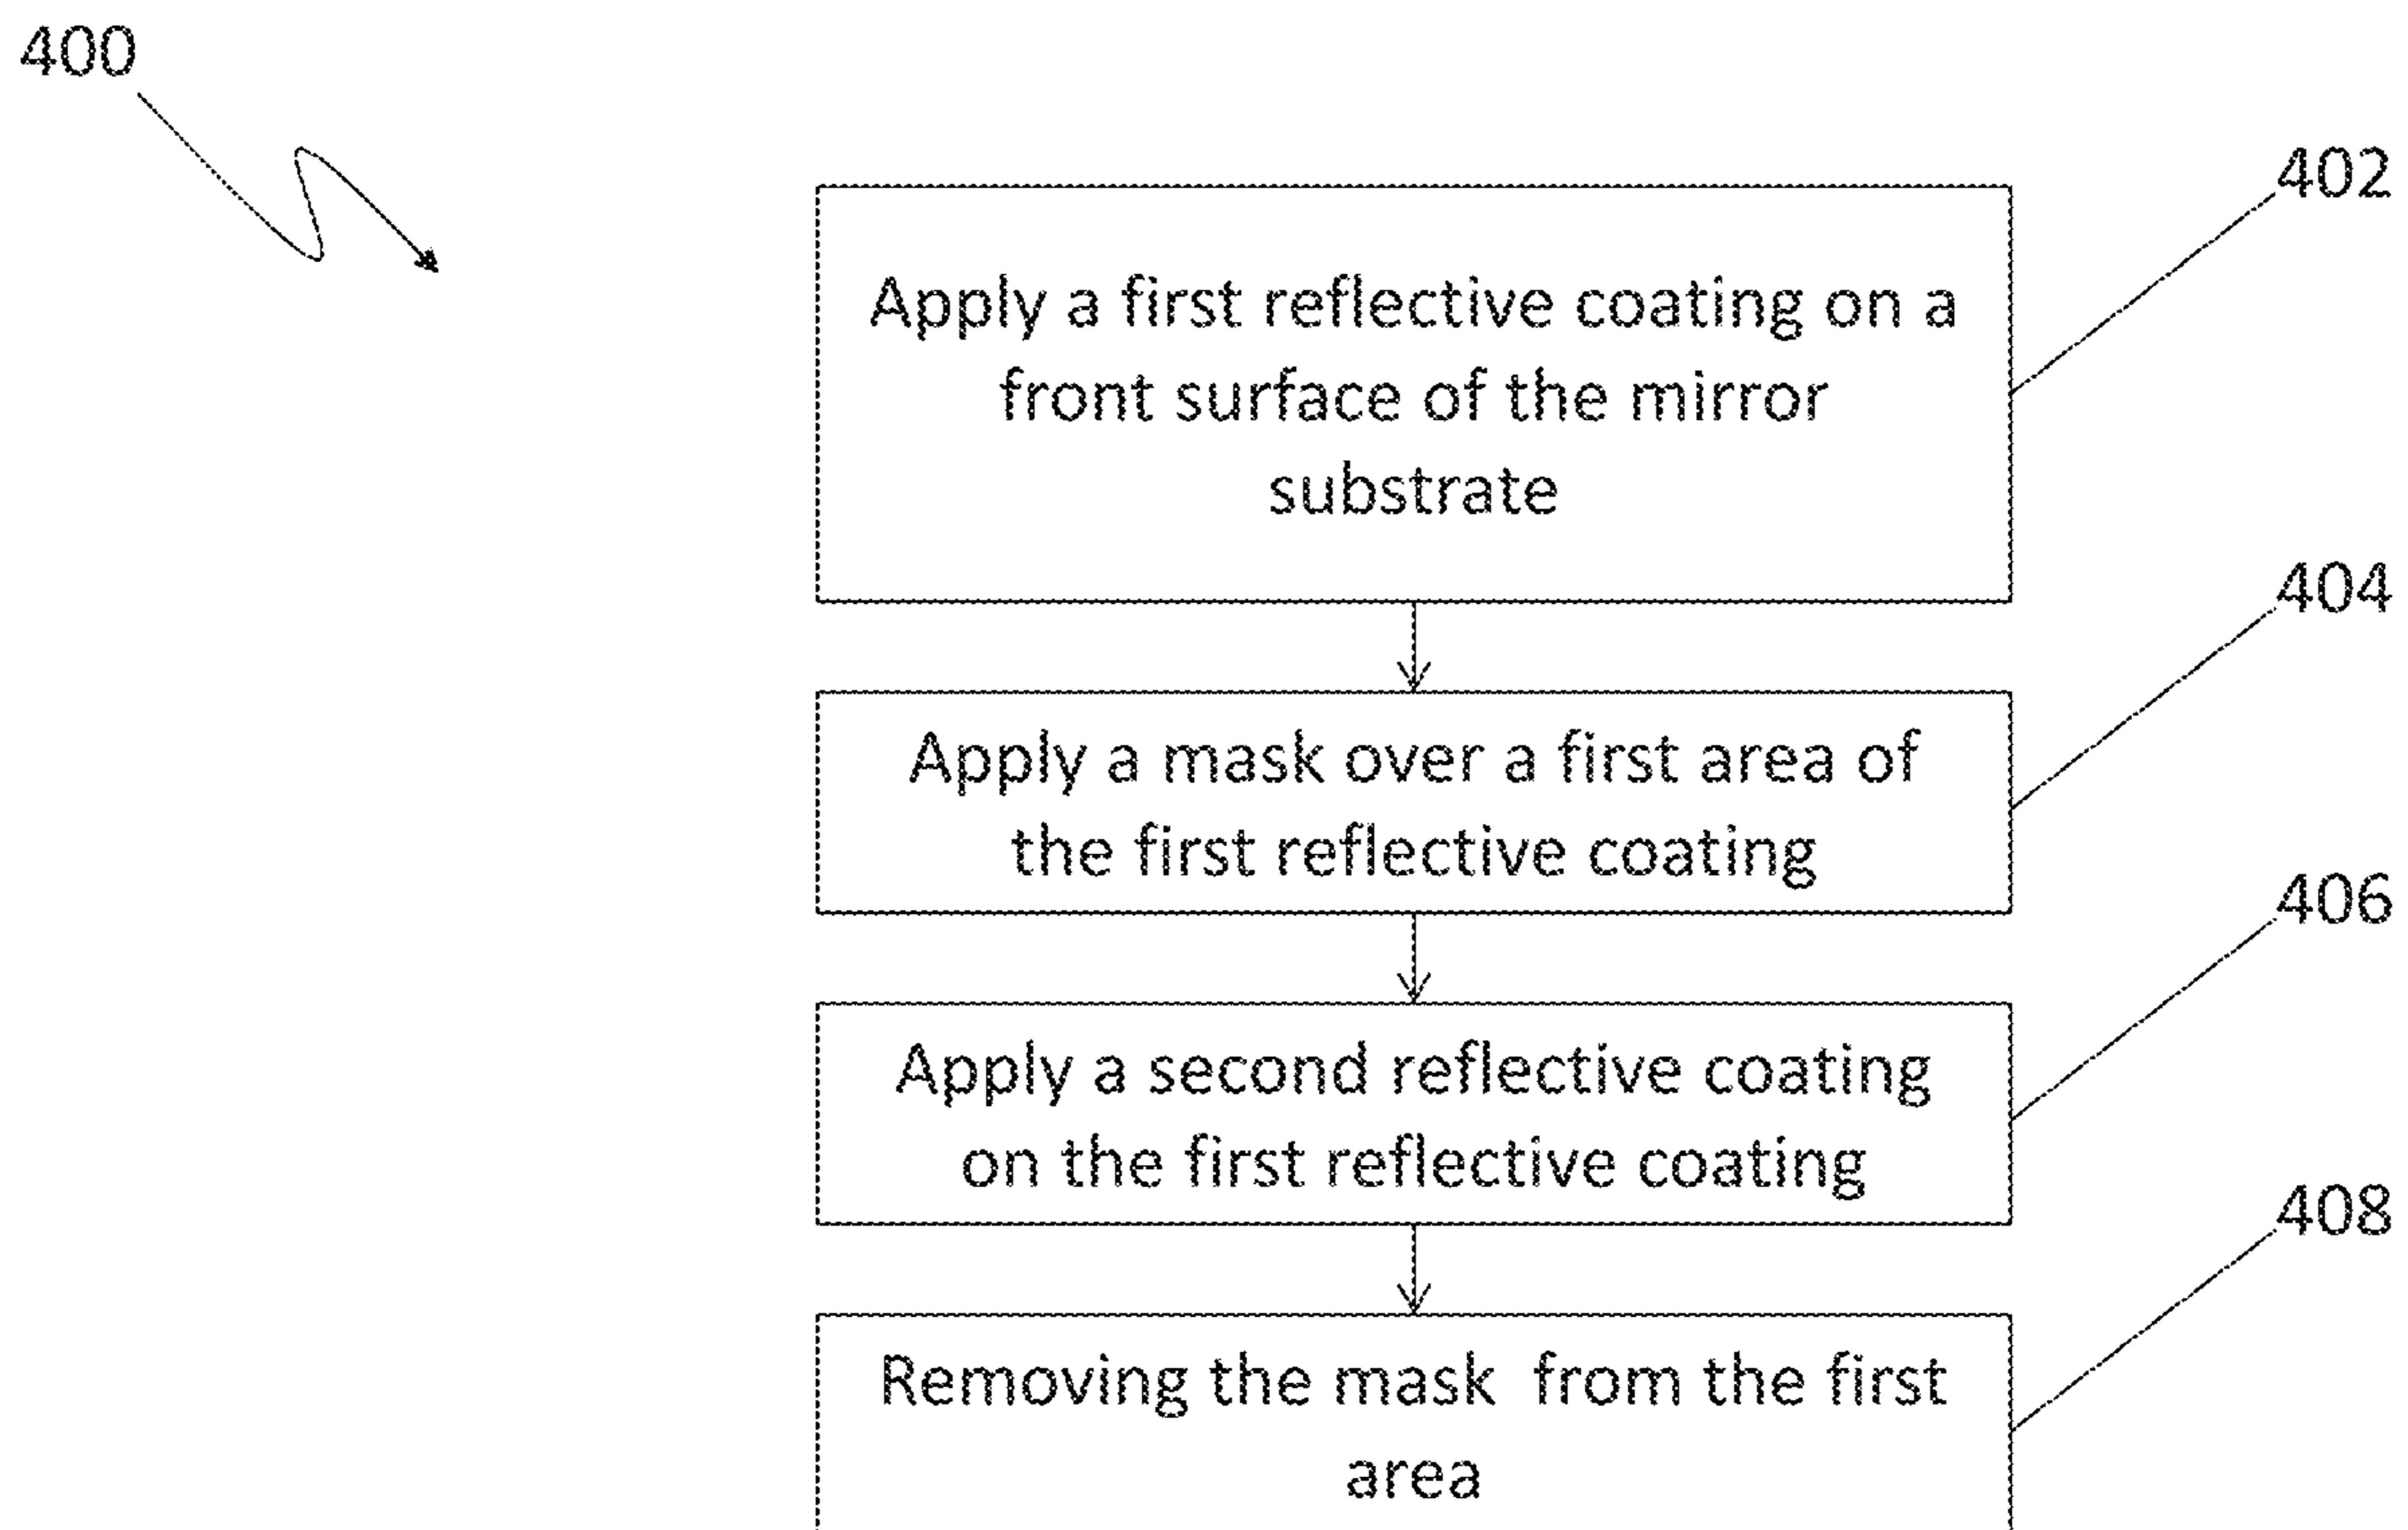 400
402
Apply a first reflective coating on a
front surface of the mirror
substrate
404
Apply a mask over a first area of
the first reflective coating
406
Apply a second reflective coating
on the first reflective coating
408
Removing the mask  from the first
area